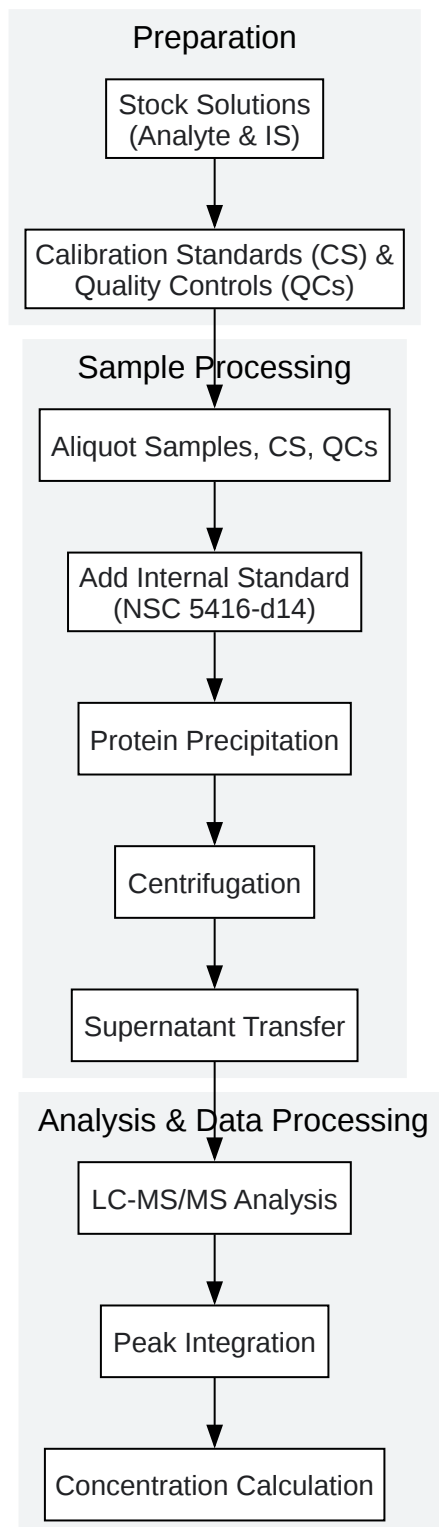 Preparation
Stock Solutions
(Analyte & IS)
Calibration Standards (CS) &
Quality Controls (QCs)
Sample Processing
Aliquot Samples, CS, QCs
Add Internal Standard
(NSC 5416-d14)
Protein Precipitation
Centrifugation
Supernatant Transfer
Analysis & Data Processing
LC-MS/MS Analysis
Peak Integration
Concentration Calculation